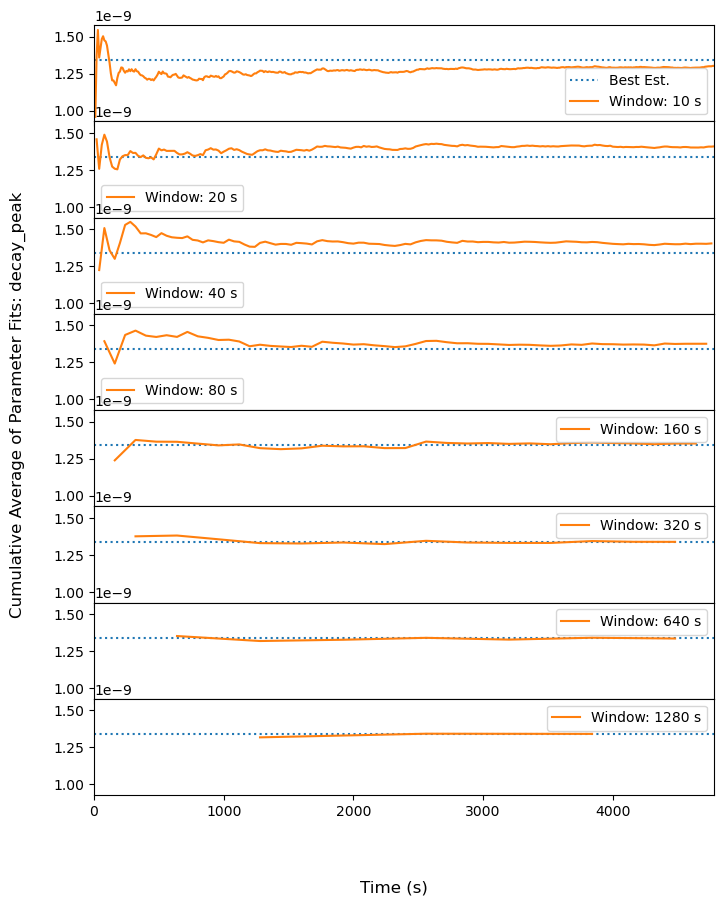 Cumulative Average of Parameter Fits: decay_peak
1e−9
1.50
1.25
1.00
Best Est.
Window: 10 s
1e−9
1.50
1.25
1.00
Window: 20 s
1e−9
1.50
1.25
1.00
Window: 40 s
1e−9
1.50
1.25
1.00
Window: 80 s
1e−9
1.50
1.25
1.00
Window: 160 s
1e−9
1.50
1.25
1.00
Window: 320 s
1e−9
1.50
1.25
1.00
Window: 640 s
1e−9
1.50
1.25
1.00
Window: 1280 s
0 1000 2000 3000 4000
Time (s)